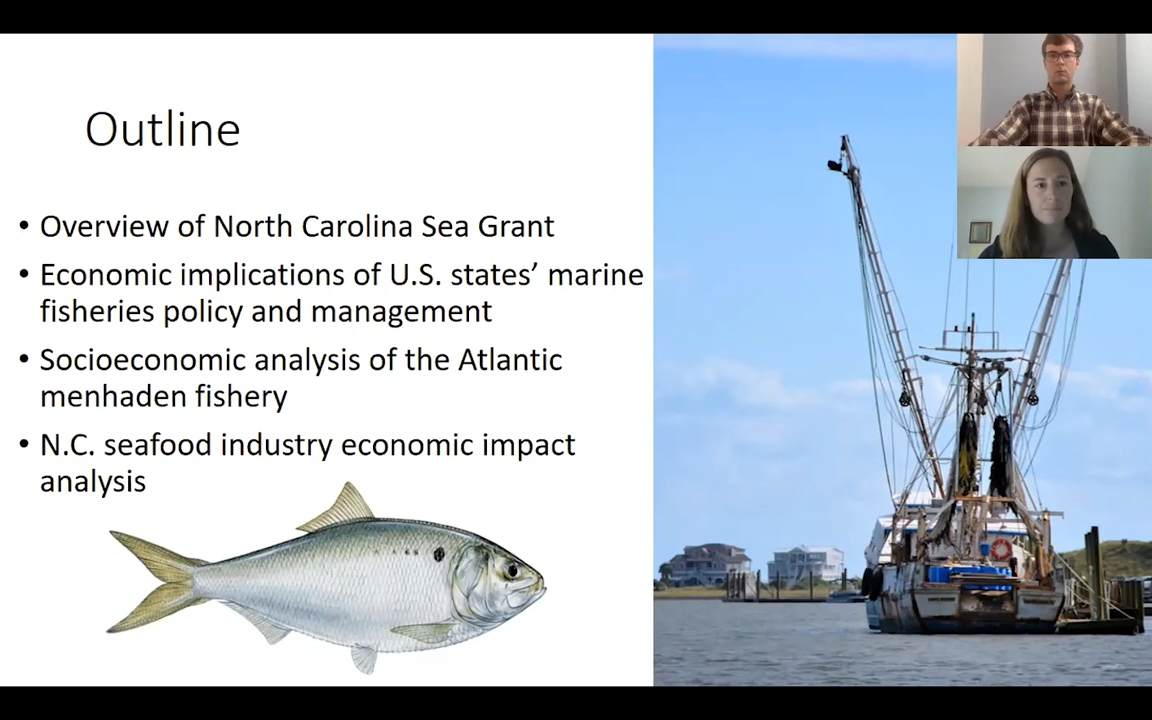 Outline
• Overview of North Carolina Sea Grant
• Economic implications of U.S. states’ marine
fisheries policy and management
• Socioeconomic analysis of the Atlantic
menhaden fishery
• N.C. seafood industry economic impact
analysis